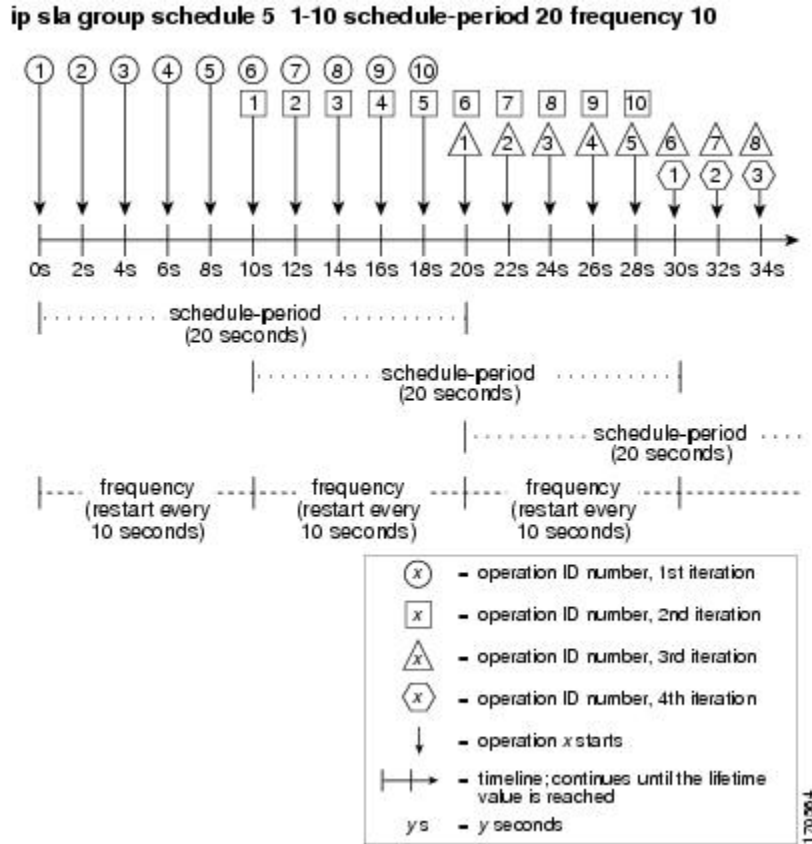 ip sla group schedule 5 1-10 schedule-period 20 frequency 10
1 2 3 4 5 6 7 8 9 10
1 2 3 4 5 6 7 8 9 10
1 2 3 4 5 6 7 8
1 2 3
0s 2s 4s 6s 8s 10s 12s 14s 16s 18s 20s 22s 24s 26s 28s 30s 32s 34s
schedule-period
(20 seconds)
schedule-period
(20 seconds)
schedule-period
(20 seconds)
frequency frequency frequency
(restart every (restart every (restart every
10 seconds) 10 seconds) 10 seconds)
x = operation ID number, 1st iteration
x = operation ID number, 2nd iteration
x = operation ID number, 3rd iteration
x = operation ID number, 4th iteration
= operation x starts
= timeline; continues until the lifetime
value is reached
y s = y seconds